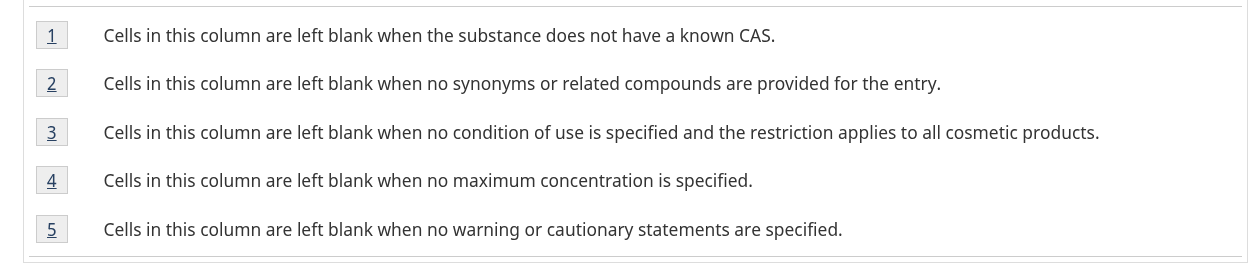 1 Cells in this column are left blank when the substance does not have a known CAS.
2 Cells in this column are left blank when no synonyms or related compounds are provided for the entry.
3 Cells in this column are left blank when no condition of use is specified and the restriction applies to all cosmetic products.
4 Cells in this column are left blank when no maximum concentration is specified.
5 Cells in this column are left blank when no warning or cautionary statements are specified.